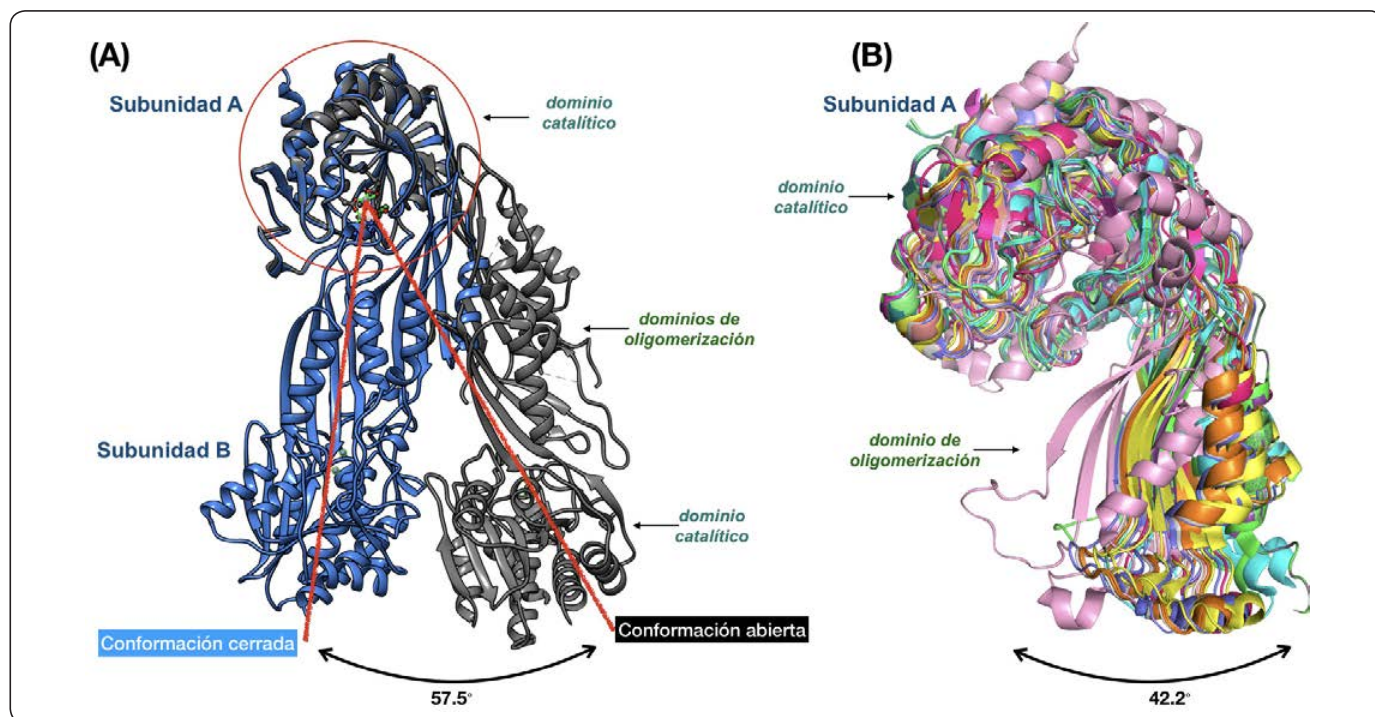 (A)
Subunidad A
dominio
catalítico
dominios de
oligomerización
Subunidad B
dominio
catalítico
Conformación cerrada
Conformación abierta
57.5°
(B)
Subunidad A
dominio
catalítico
dominio de
oligomerización
42.2°